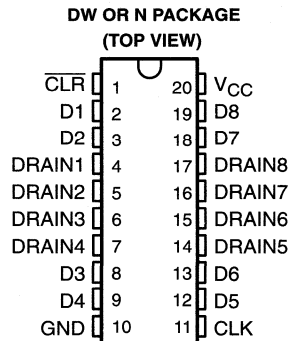 DW OR N PACKAGE
(TOP VIEW)
CLR 1 20 VCC
D1 2 19 D8
D2 3 18 D7
DRAIN1 4 17 DRAIN8
DRAIN2 5 16 DRAIN7
DRAIN3 6 15 DRAIN6
DRAIN4 7 14 DRAIN5
D3 8 13 D6
D4 9 12 D5
GND 10 11 CLK